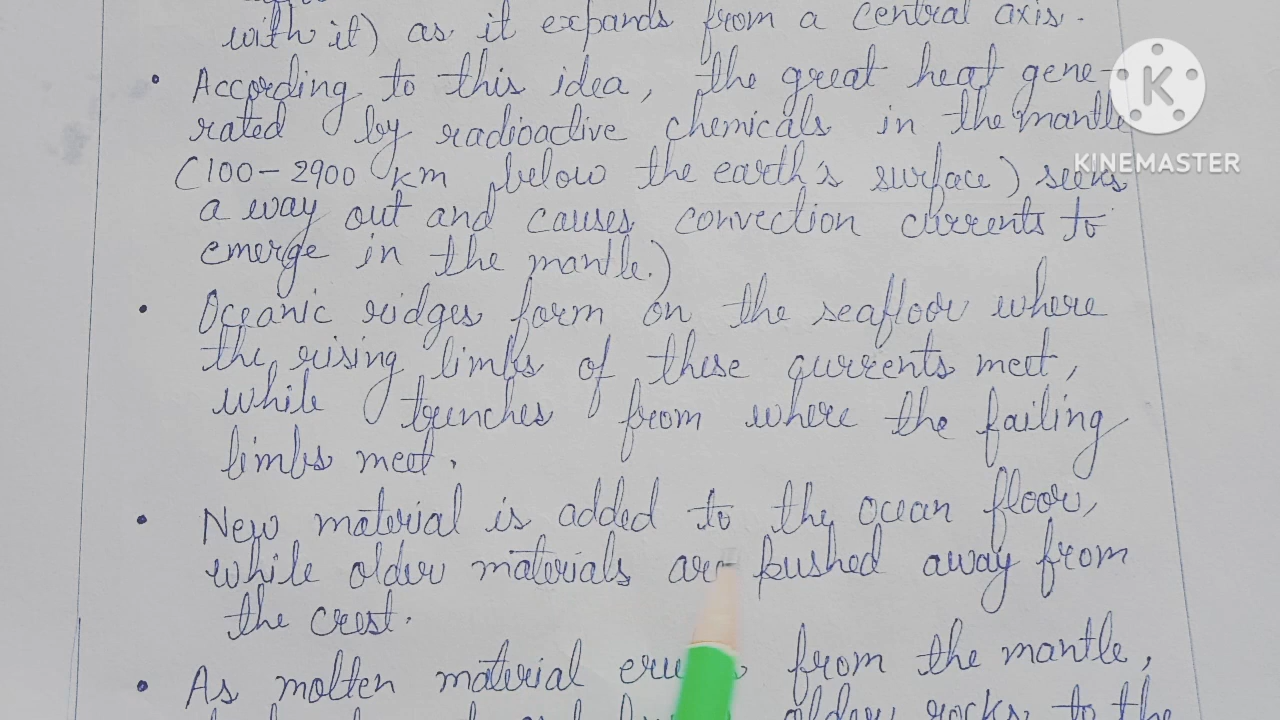 with it) as it expands from a central axis.
• According to this idea, the great heat gene-
rated by radioactive chemicals in the mantle
(100-2900 km below the earth's surface) seeks
a way out and causes convection currents to
emerge in the mantle.)
• Oceanic ridges form on the seafloor where
the rising limbs of these currents meet,
while trenches from where the failing
limbs meet.
• New material is added to the ocean floor,
while older materials are pushed away from
the crest.
• As molten material from the mantle,
older rocks to the
K
KINEMASTER